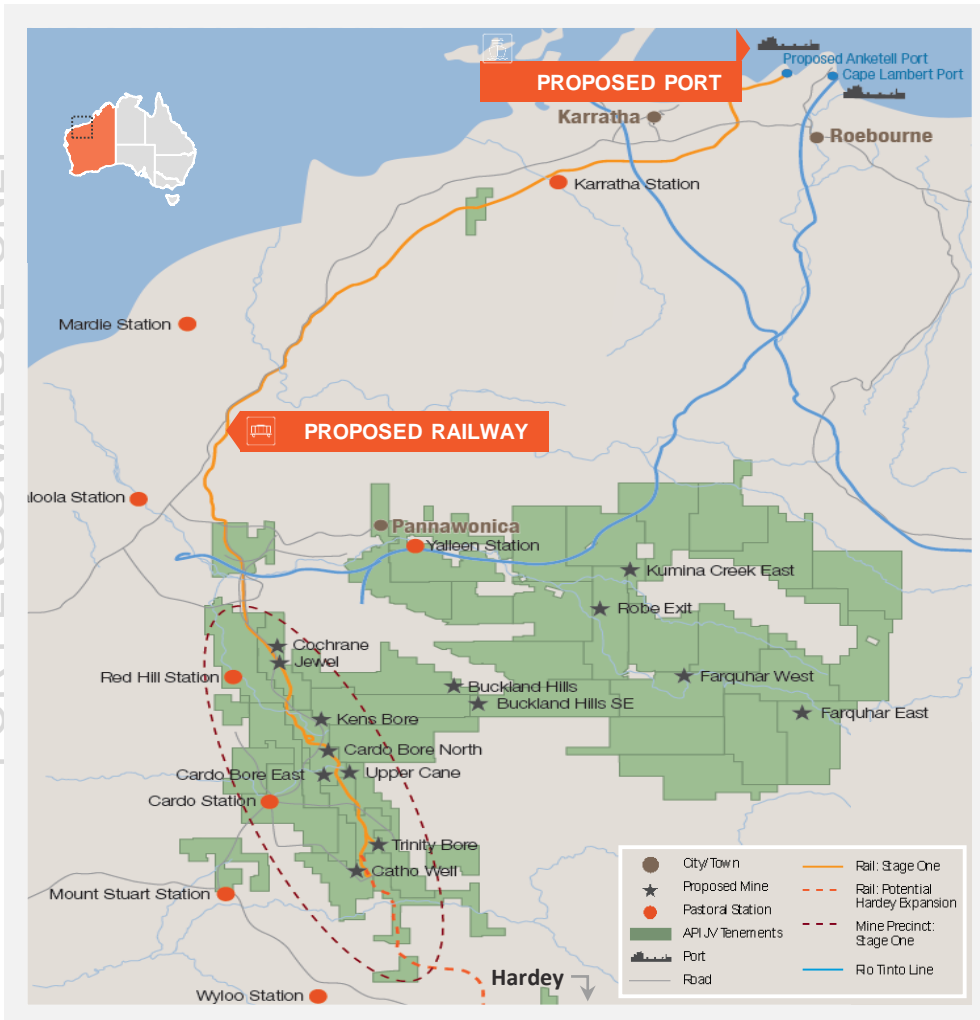 PROPOSED PORT
Proposed Anketell Port
Cape Lambert Port
Karratha
Roebourne
Karratha Station
Mardie Station
PROPOSED RAILWAY
aloola Station
Pannawonica
Yalleen Station
Kumina Creek East
Robe Exit
Cochrane
Jewel
Red Hill Station
Buckland Hills
Farquhar West
Buckland Hills SE
Farquhar East
Kens Bore
Cardo Bore North
Cardo Bore East
Upper Cane
Cardo Station
Trinity Bore
Catho Well
Mount Stuart Station
Hardey
Wyloo Station
City/Town
Proposed Mine
Pastoral Station
API JV Tenements
Port
Road
Rail: Stage One
Rail: Potential
Hardey Expansion
Mine Precinct:
Stage One
Rio Tinto Line